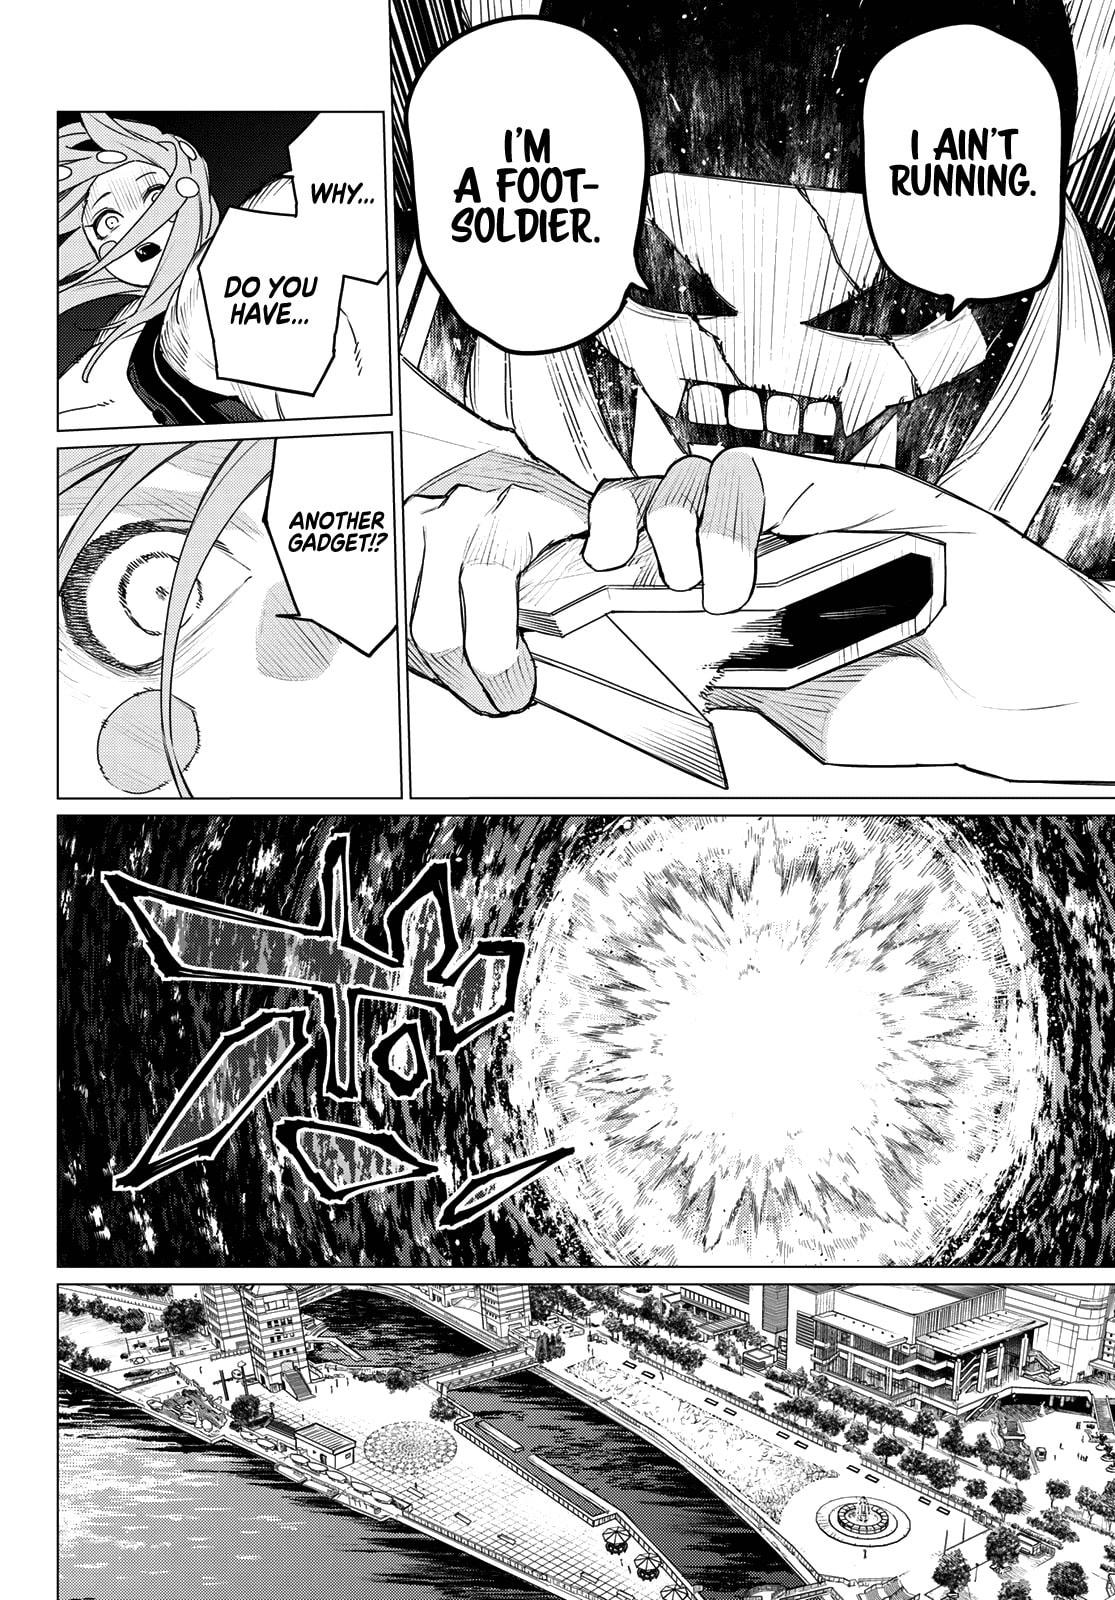 I AIN'T
RUNNING.
I'M
A FOOT-
SOLDIER.
WHY...
DO YOU
HAVE...
ANOTHER
GADGET!?